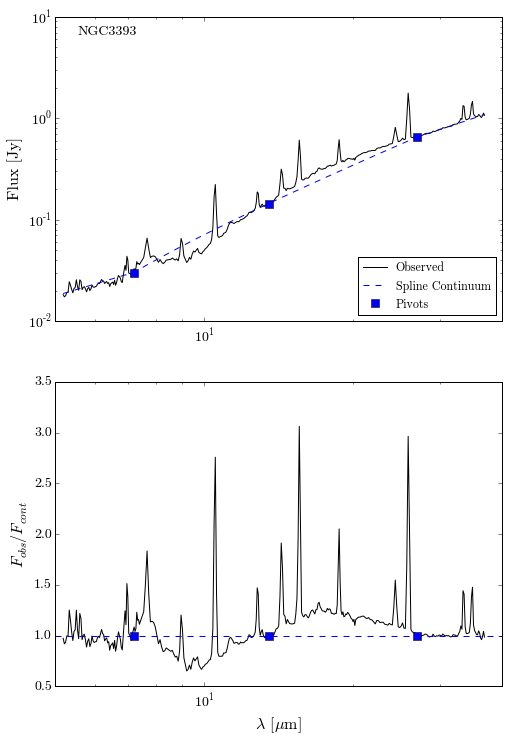 NGC3393
10^1
10^0
10^-1
10^-2
Flux [Jy]
Observed
Spline Continuum
Pivots
10^1
3.5
3.0
2.5
2.0
1.5
1.0
0.5
F_obs/F_cont
10^1
λ [μm]